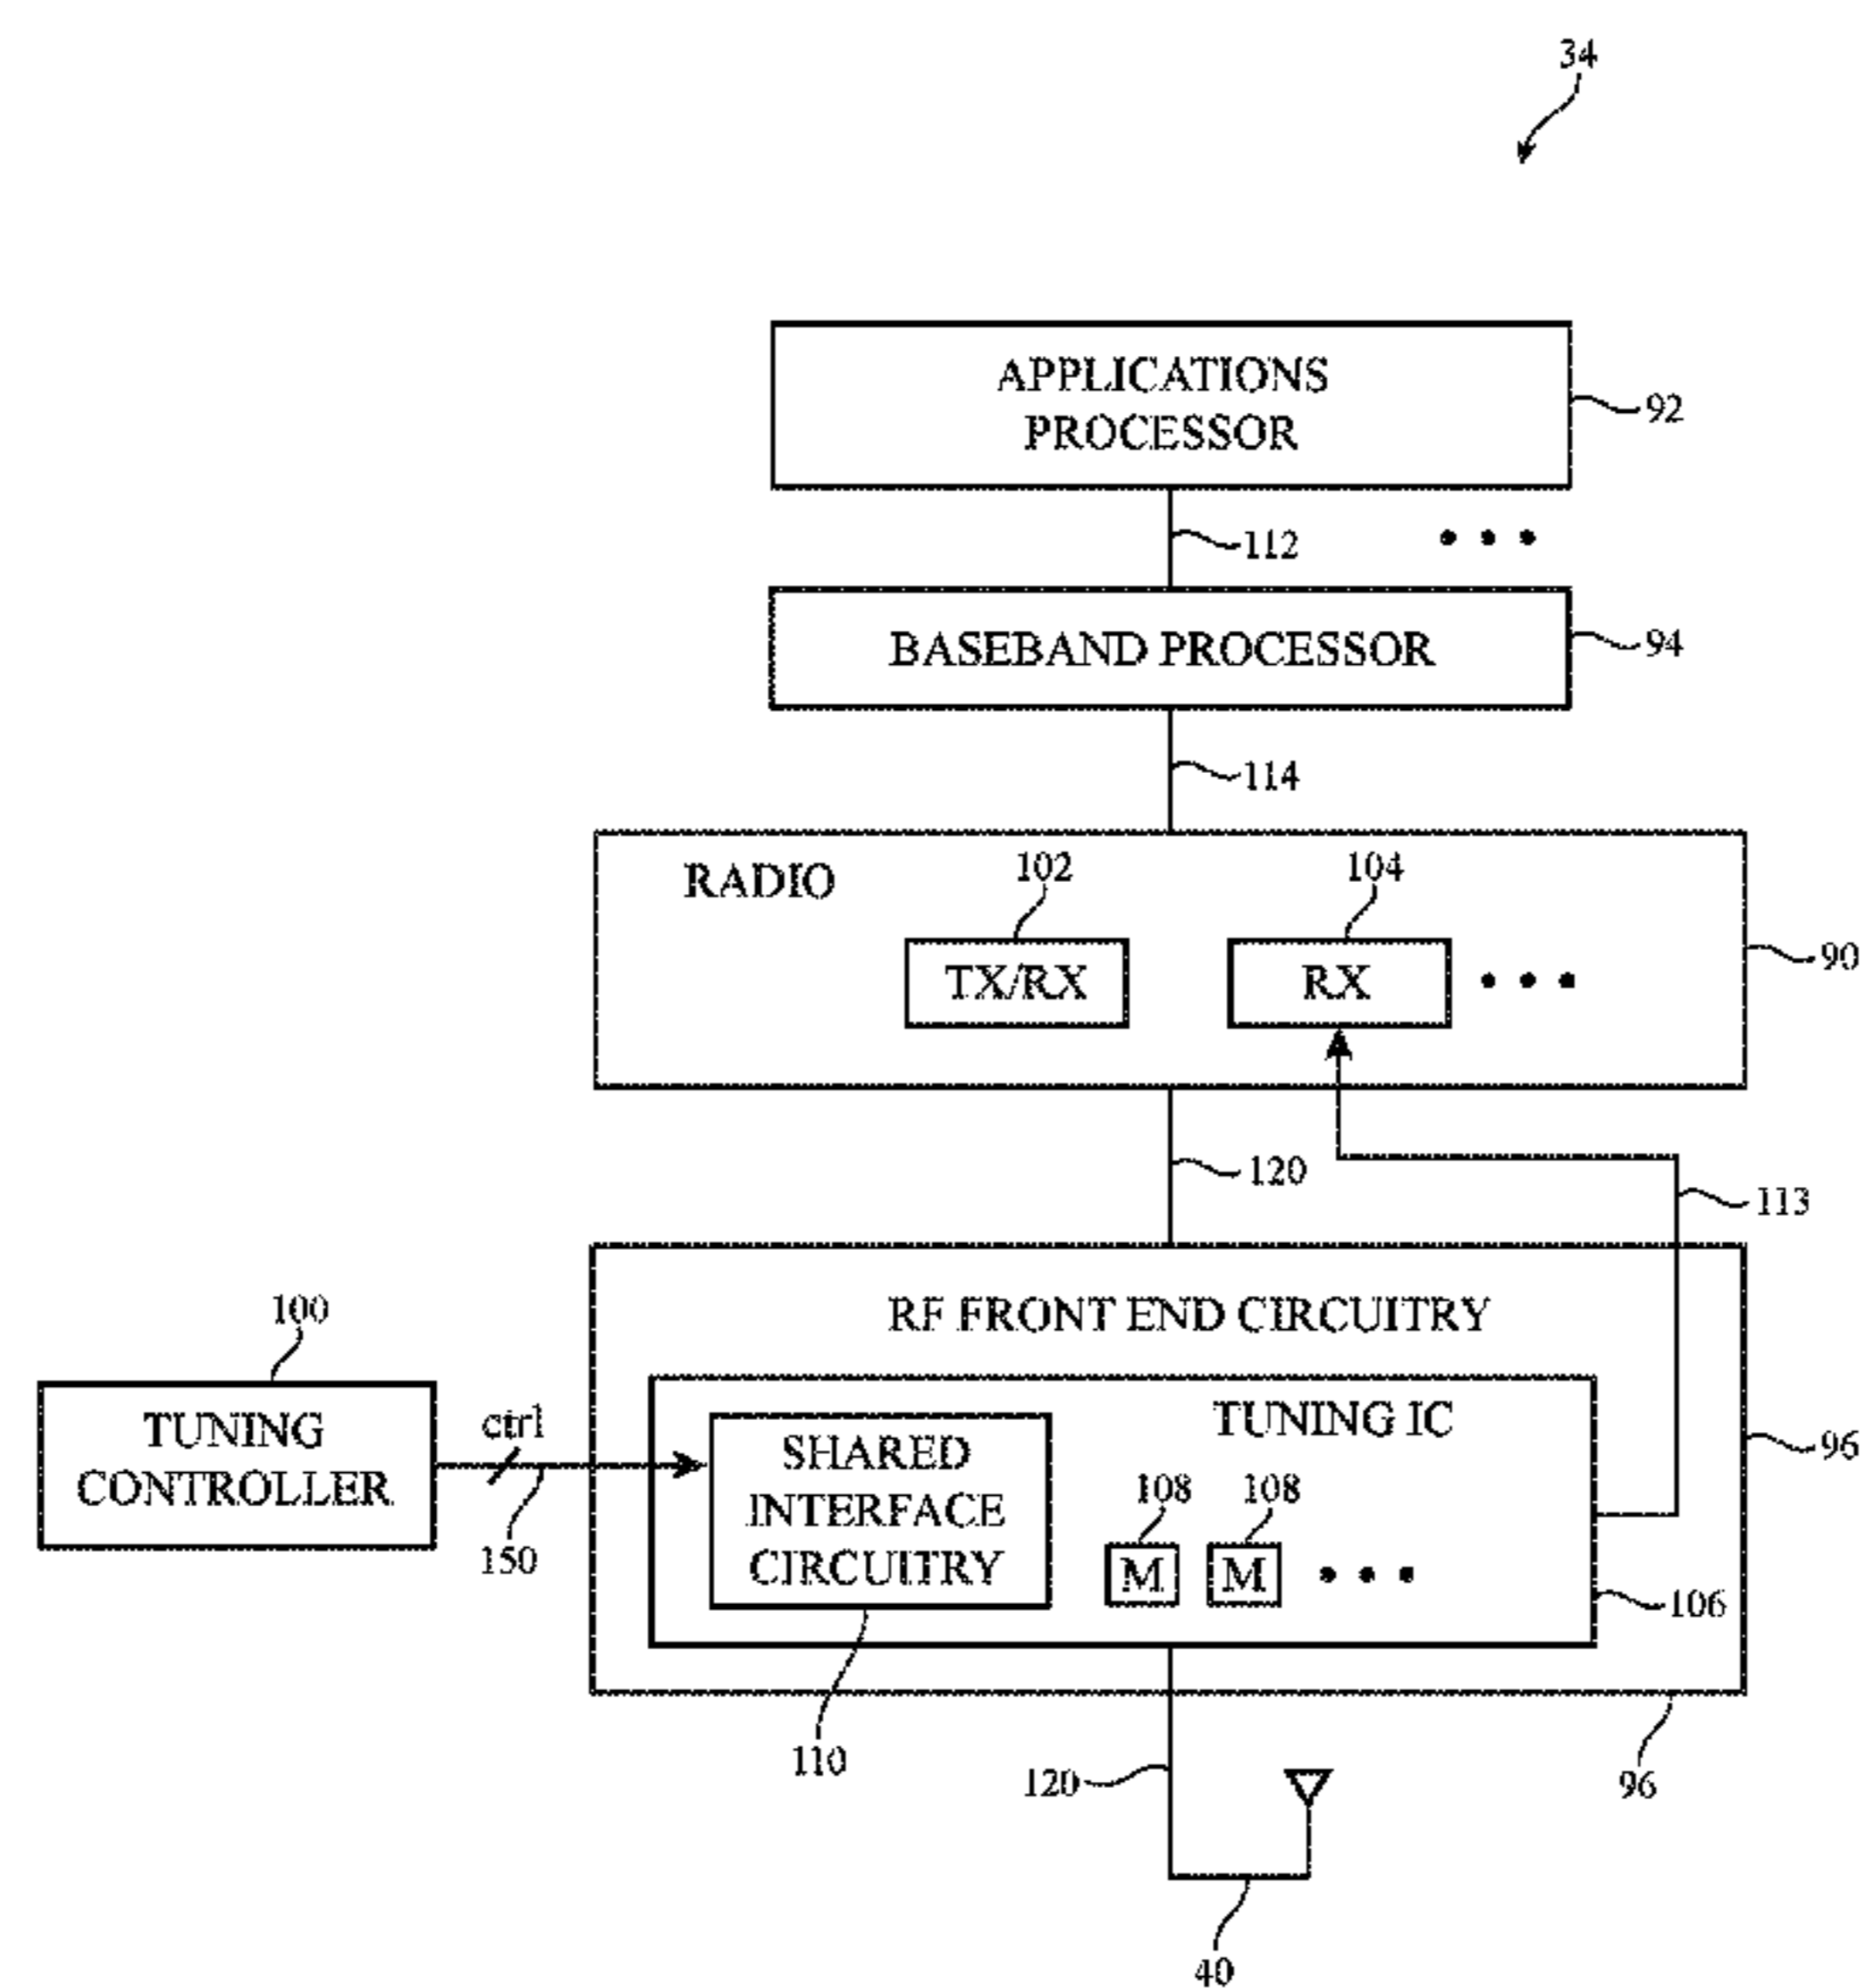 34
APPLICATIONS
PROCESSOR
92
112
BASEBAND PROCESSOR
94
114
RADIO
102
104
TX/RX
RX
90
120
113
RF FRONT END CIRCUITRY
100
TUNING
CONTROLLER
ctrl
150
TUNING IC
SHARED
INTERFACE
CIRCUITRY
96
108
108
M
M
106
110
120
96
40